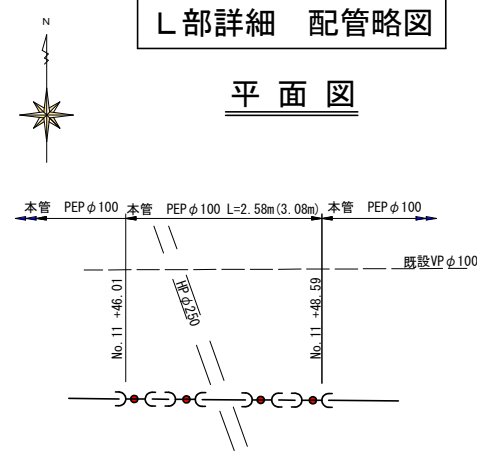 L部詳細 配管略図
N
平面図
本管 PEPφ100 本管 PEPφ100 L=2.58m(3.08m) 本管 PEPφ100
既設VPφ100
No.11 +46.01
HPφ250
No.11 +48.59